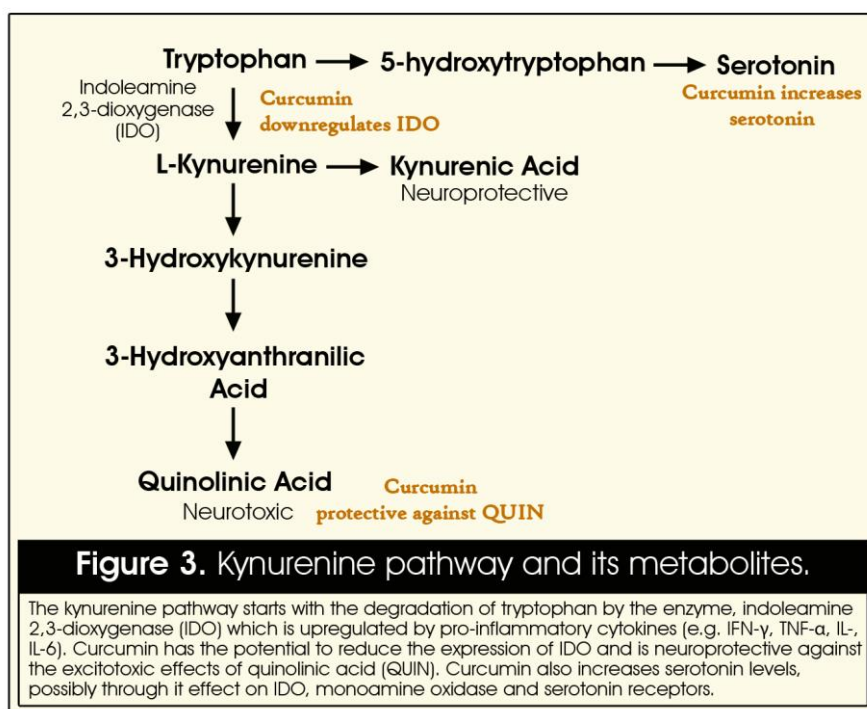 Tryptophan → 5-hydroxytryptophan → Serotonin
Indoleamine
2,3-dioxygenase
(IDO)
Curcumin
downregulates IDO
Curcumin increases
serotonin
L-Kynurenine → Kynurenic Acid
Neuroprotective
3-Hydroxykynurenine
3-Hydroxyanthranilic
Acid
Quinolinic Acid
Neurotoxic
Curcumin
protective against QUIN
Figure 3. Kynurenine pathway and its metabolites.
The kynurenine pathway starts with the degradation of tryptophan by the enzyme, indoleamine
2,3-dioxygenase (IDO) which is upregulated by pro-inflammatory cytokines (e.g. IFN-γ, TNF-α, IL-,
IL-6). Curcumin has the potential to reduce the expression of IDO and is neuroprotective against
the excitotoxic effects of quinolinic acid (QUIN). Curcumin also increases serotonin levels,
possibly through it effect on IDO, monoamine oxidase and serotonin receptors.